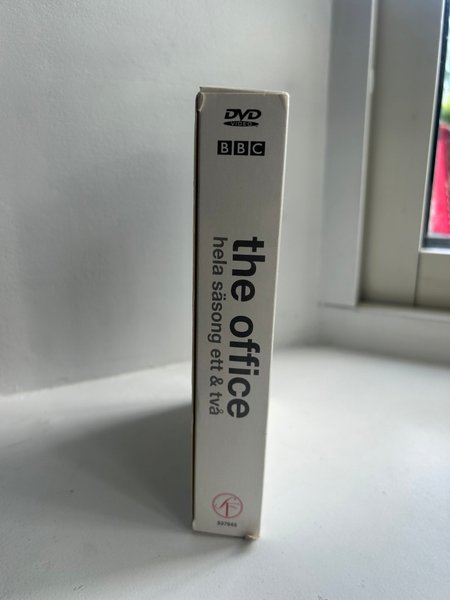 DVD
VIDEO
BBC
the office
hela säsong ett & två